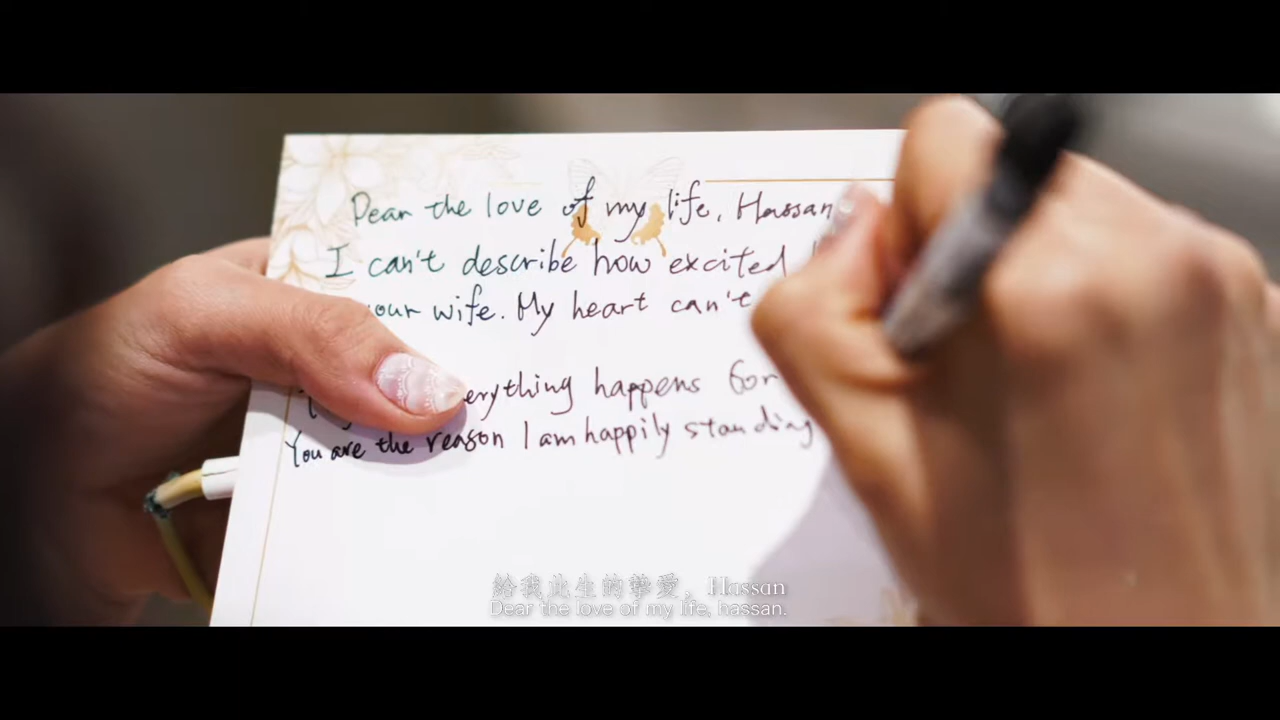 Dear the love of my life, Hassan
I can't describe how excited
your wife. My heart can't
erything happens for
You are the reason I am happily standing
給我此生的摯愛，Hassan
Dear the love of my life, hassan.